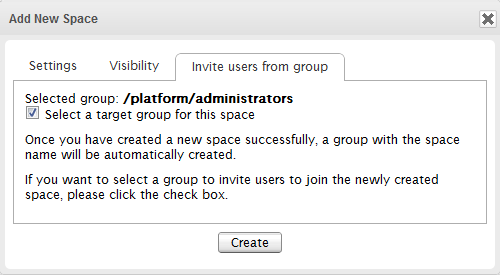 Add New Space
Settings Visibility Invite users from group
Selected group: /platform/administrators
Select a target group for this space
Once you have created a new space successfully, a group with the space
name will be automatically created.
If you want to select a group to invite users to join the newly created
space, please click the check box.
Create